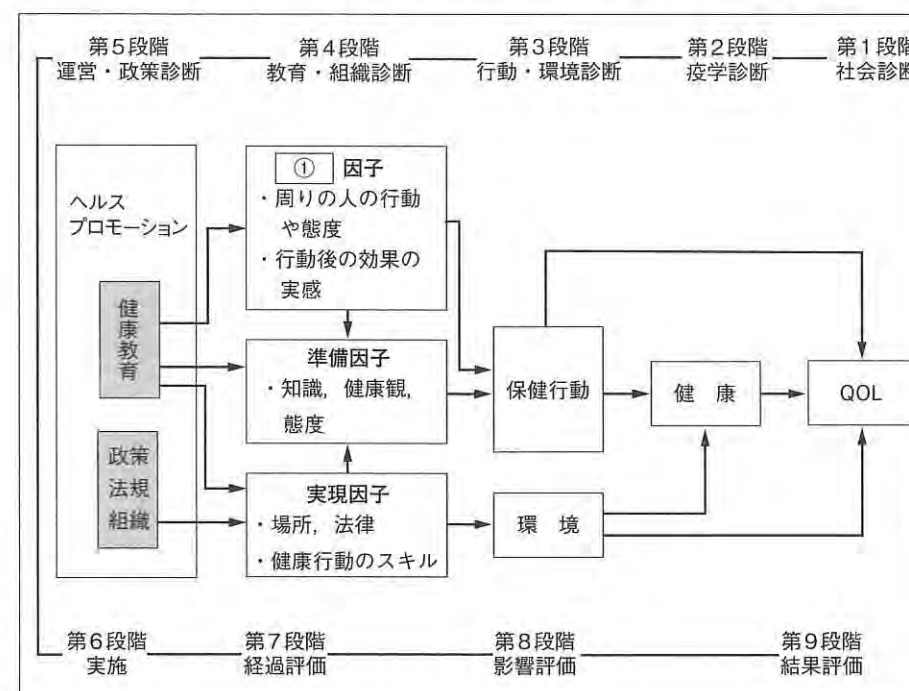 第5段階
運営・政策診断
第4段階
教育・組織診断
第3段階
行動・環境診断
第2段階
疫学診断
第1段階
社会診断
ヘルス
プロモーション
健康教育
政策
法規
組織
① 因子
・周りの人の行動
や態度
・行動後の効果の
実感
準備因子
・知識，健康観，
態度
実現因子
・場所，法律
・健康行動のスキル
保健行動
環 境
健 康
QOL
第6段階
実施
第7段階
経過評価
第8段階
影響評価
第9段階
結果評価